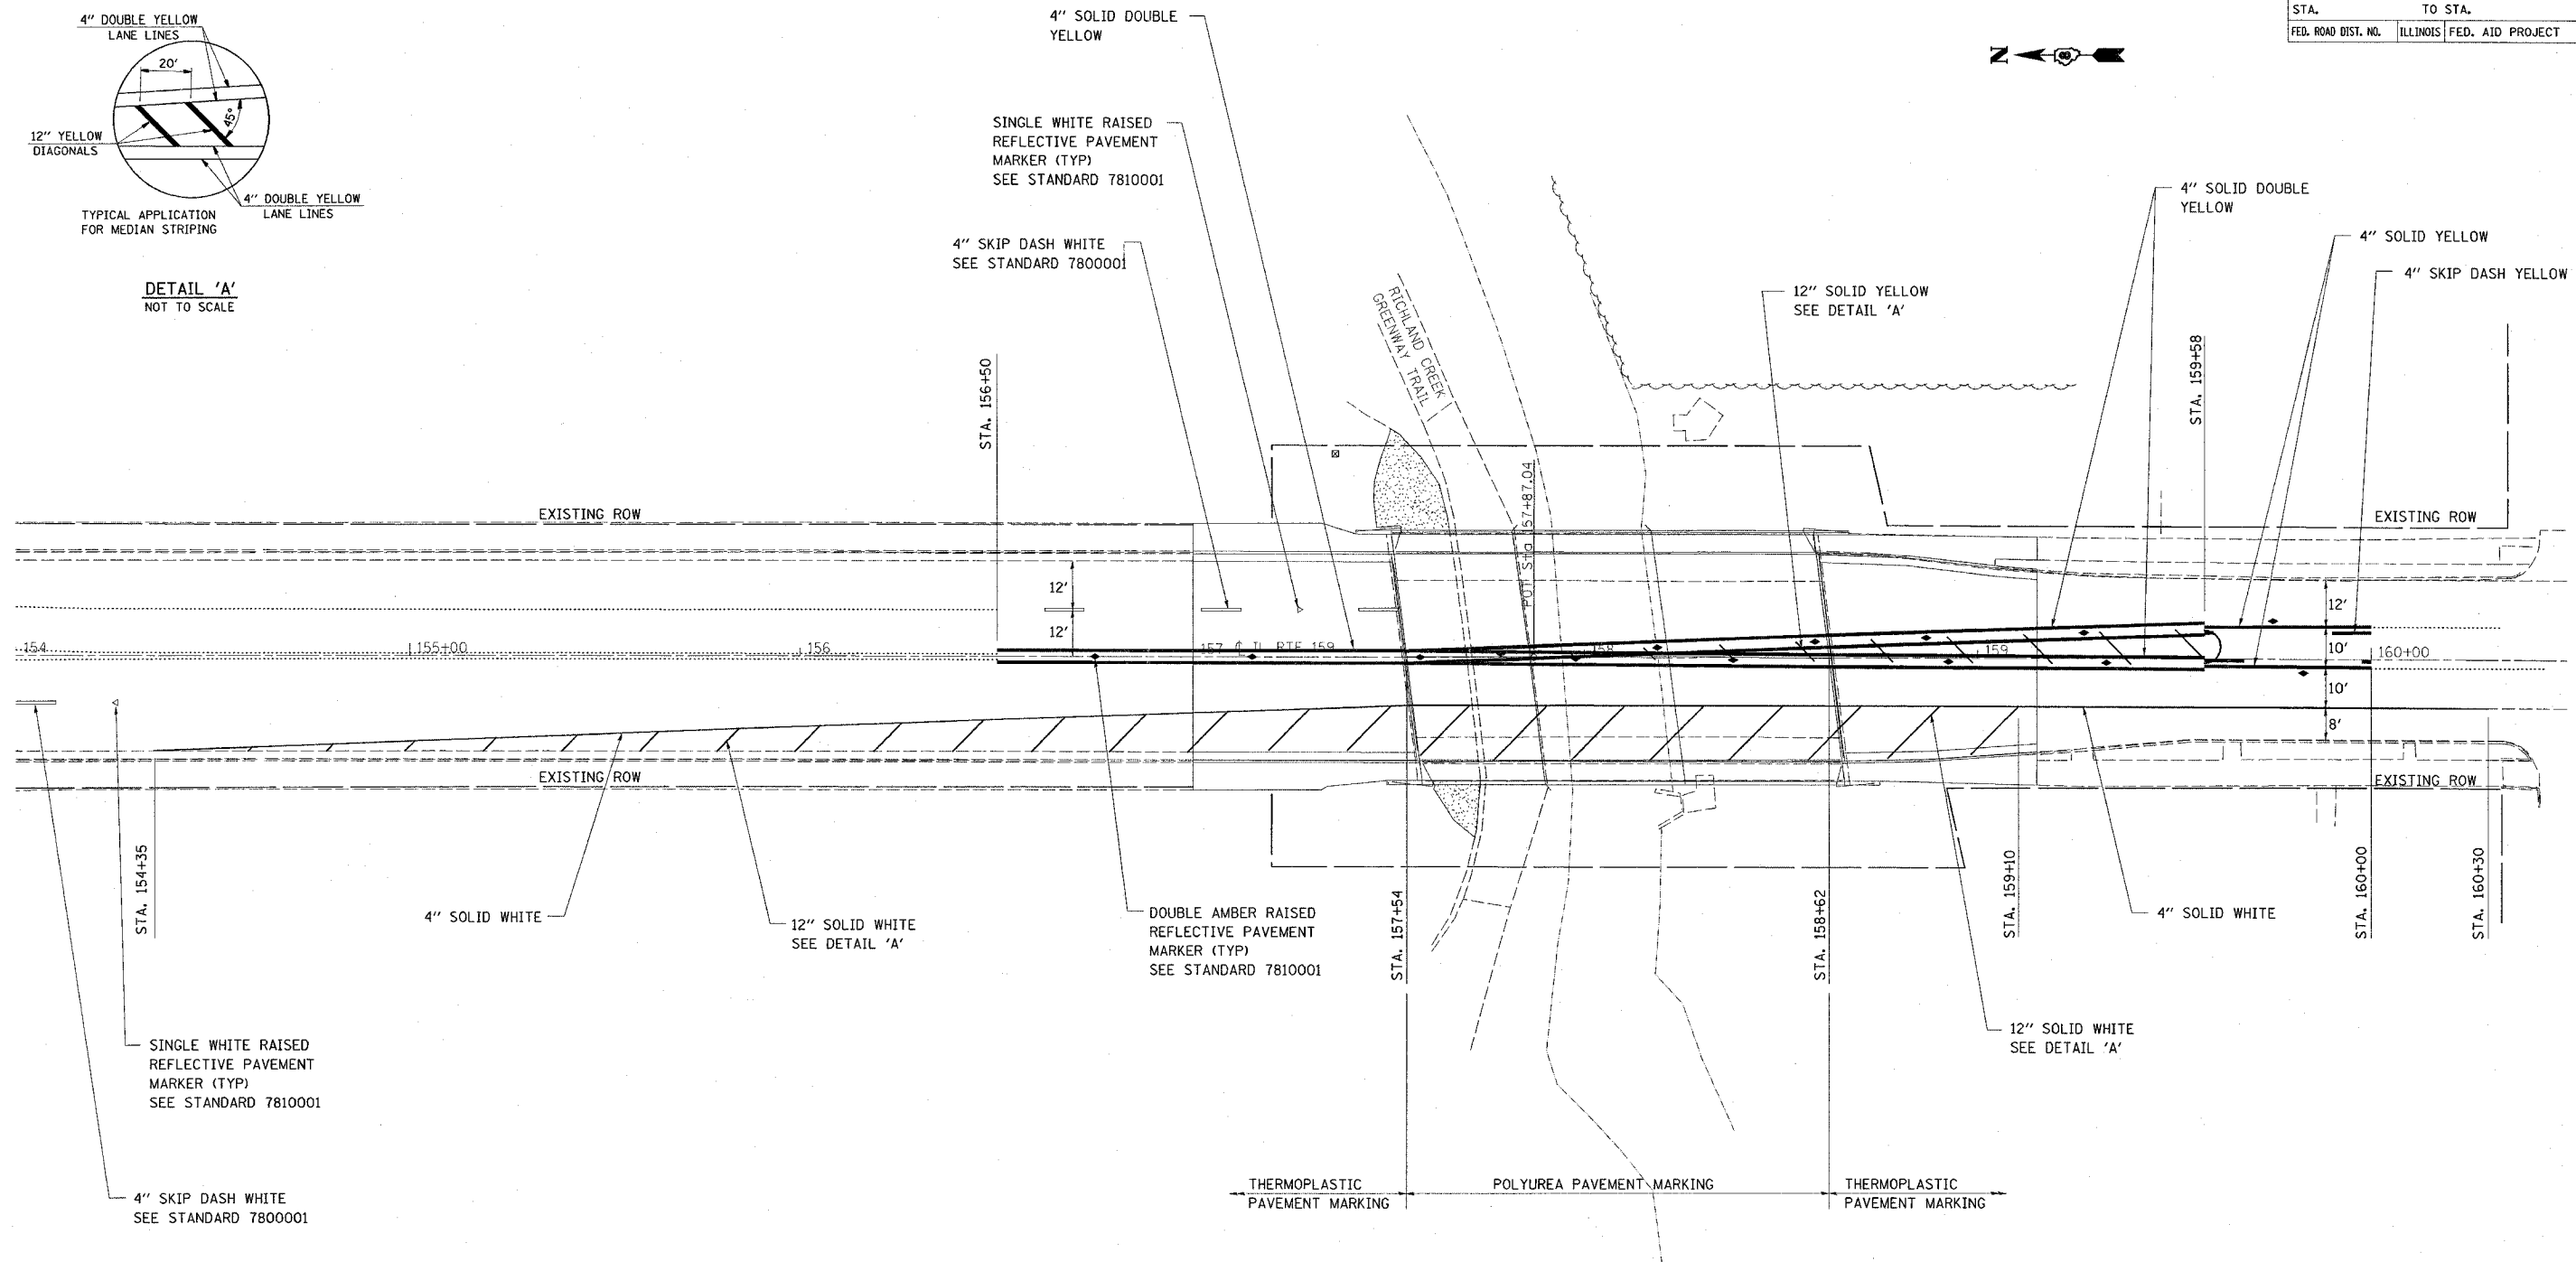 4" DOUBLE YELLOW
LANE LINES
20'
45°
12" YELLOW
DIAGONALS
4" DOUBLE YELLOW
LANE LINES
TYPICAL APPLICATION
FOR MEDIAN STRIPING
DETAIL 'A'
NOT TO SCALE
4" SOLID DOUBLE
YELLOW
SINGLE WHITE RAISED
REFLECTIVE PAVEMENT
MARKER (TYP)
SEE STANDARD 7810001
4" SKIP DASH WHITE
SEE STANDARD 7800001
STA. TO STA.
FED. ROAD DIST. NO. ILLINOIS FED. AID PROJECT
N
4" SOLID DOUBLE
YELLOW
4" SOLID YELLOW
4" SKIP DASH YELLOW
12" SOLID YELLOW
SEE DETAIL 'A'
RICHLAND CREEK
GREENWAY TRAIL
STA. 156+50
STA. 159+58
POT Sta 157+87.04
EXISTING ROW
EXISTING ROW
12'
12'
12'
10'
10'
8'
154
155+00
156
157 ℄ IL RTE 159
158
159
160+00
EXISTING ROW
EXISTING ROW
STA. 154+35
4" SOLID WHITE
12" SOLID WHITE
SEE DETAIL 'A'
DOUBLE AMBER RAISED
REFLECTIVE PAVEMENT
MARKER (TYP)
SEE STANDARD 7810001
STA. 157+54
STA. 158+62
STA. 159+10
4" SOLID WHITE
STA. 160+00
STA. 160+30
SINGLE WHITE RAISED
REFLECTIVE PAVEMENT
MARKER (TYP)
SEE STANDARD 7810001
12" SOLID WHITE
SEE DETAIL 'A'
4" SKIP DASH WHITE
SEE STANDARD 7800001
THERMOPLASTIC
PAVEMENT MARKING
POLYUREA PAVEMENT MARKING
THERMOPLASTIC
PAVEMENT MARKING